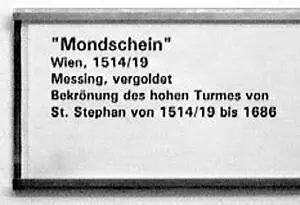 "Mondschein"
Wien, 1514/19
Messing, vergoldet
Bekrönung des hohen Turmes von
St. Stephan von 1514/19 bis 1686